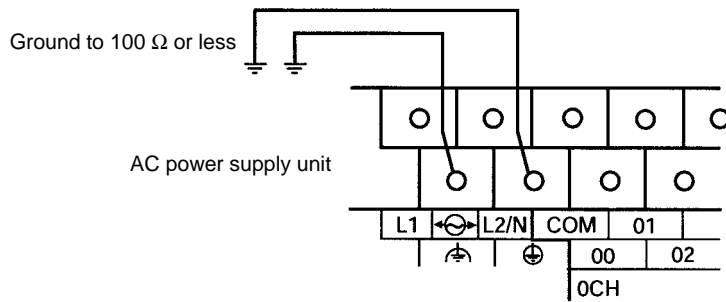 Ground to 100 Ω or less
AC power supply unit
L1 L2/N COM 01
00 02
0CH